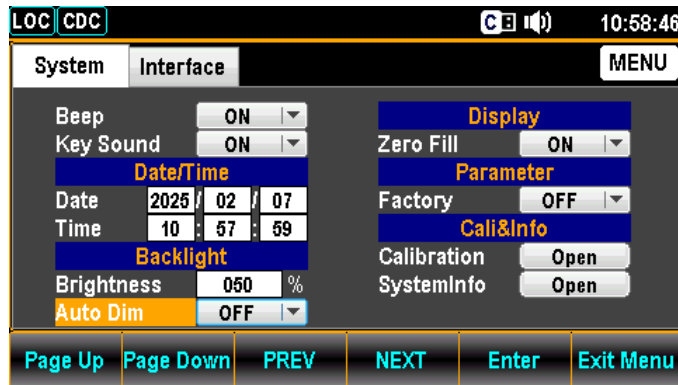 LOC CDC C 10:58:46
System Interface MENU
Beep ON
Key Sound ON
Date/Time
Date 2025 / 02 / 07
Time 10 : 57 : 59
Backlight
Brightness 050 %
Auto Dim OFF
Display
Zero Fill ON
Parameter
Factory OFF
Cali&Info
Calibration Open
SystemInfo Open
Page Up Page Down PREV NEXT Enter Exit Menu